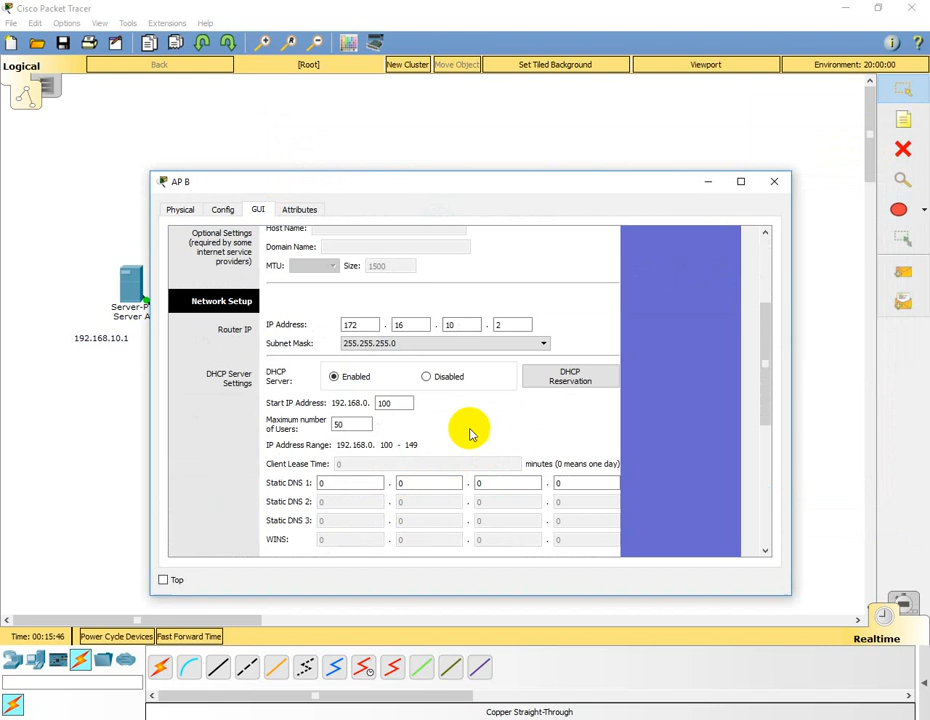 Cisco Packet Tracer
File Edit Options View Tools Extensions Help
Logical
Back
[Root]
New Cluster
Move Object
Set Tiled Background
Viewport
Environment: 20:00:00
Server-P
Server A
192.168.10.1
AP B
Physical Config GUI Attributes
Optional Settings
(required by some
internet service
providers)
Host Name:
Domain Name:
MTU: Size: 1500
Network Setup
Router IP
IP Address: 172 . 16 . 10 . 2
Subnet Mask: 255.255.255.0
DHCP Server
Settings
DHCP
Server:
Enabled Disabled
DHCP
Reservation
Start IP Address: 192.168.0. 100
Maximum number
of Users: 50
IP Address Range: 192.168.0. 100 - 149
Client Lease Time: 0 minutes (0 means one day)
Static DNS 1: 0 . 0 . 0 . 0
Static DNS 2: 0 . 0 . 0 . 0
Static DNS 3: 0 . 0 . 0 . 0
WINS: 0 . 0 . 0 . 0
Top
Time: 00:15:46
Power Cycle Devices
Fast Forward Time
Realtime
Copper Straight-Through